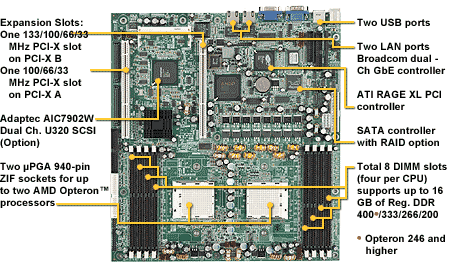 Expansion Slots:
One 133/100/66/33
MHz PCI-X slot
on PCI-X B
One 100/66/33
MHz PCI-X slot
on PCI-X A
Adaptec AIC7902W
Dual Ch. U320 SCSI
(Option)
Two µPGA 940-pin
ZIF sockets for up
to two AMD Opteron™
processors
Two USB ports
Two LAN ports
Broadcom dual -
Ch GbE controller
ATI RAGE XL PCI
controller
SATA controller
with RAID option
Total 8 DIMM slots
(four per CPU)
supports up to 16
GB of Reg. DDR
400•/333/266/200
• Opteron 246 and
higher